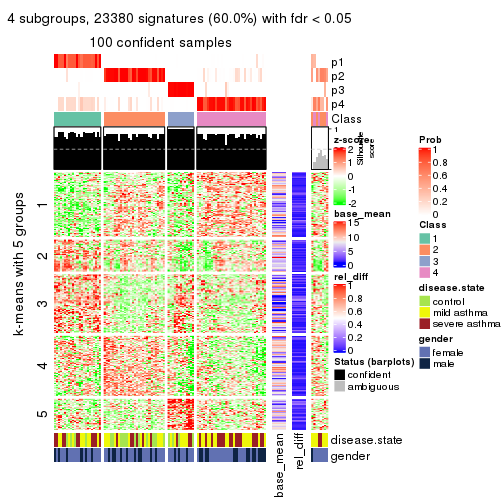 4 subgroups, 23380 signatures (60.0%) with fdr < 0.05
100 confident samples
p1
p2
p3
p4
Class
1
Silhouette
score
k-means with 5 groups
1
2
3
4
5
z-score
2
1
0
-1
-2
base_mean
15
10
5
0
rel_diff
1
0.8
0.6
0.4
0.2
0
Status (barplots)
confident
ambiguous
Prob
1
0.8
0.6
0.4
0.2
0
Class
1
2
3
4
disease.state
control
mild asthma
severe asthma
gender
female
male
disease.state
gender
base_mean
rel_diff